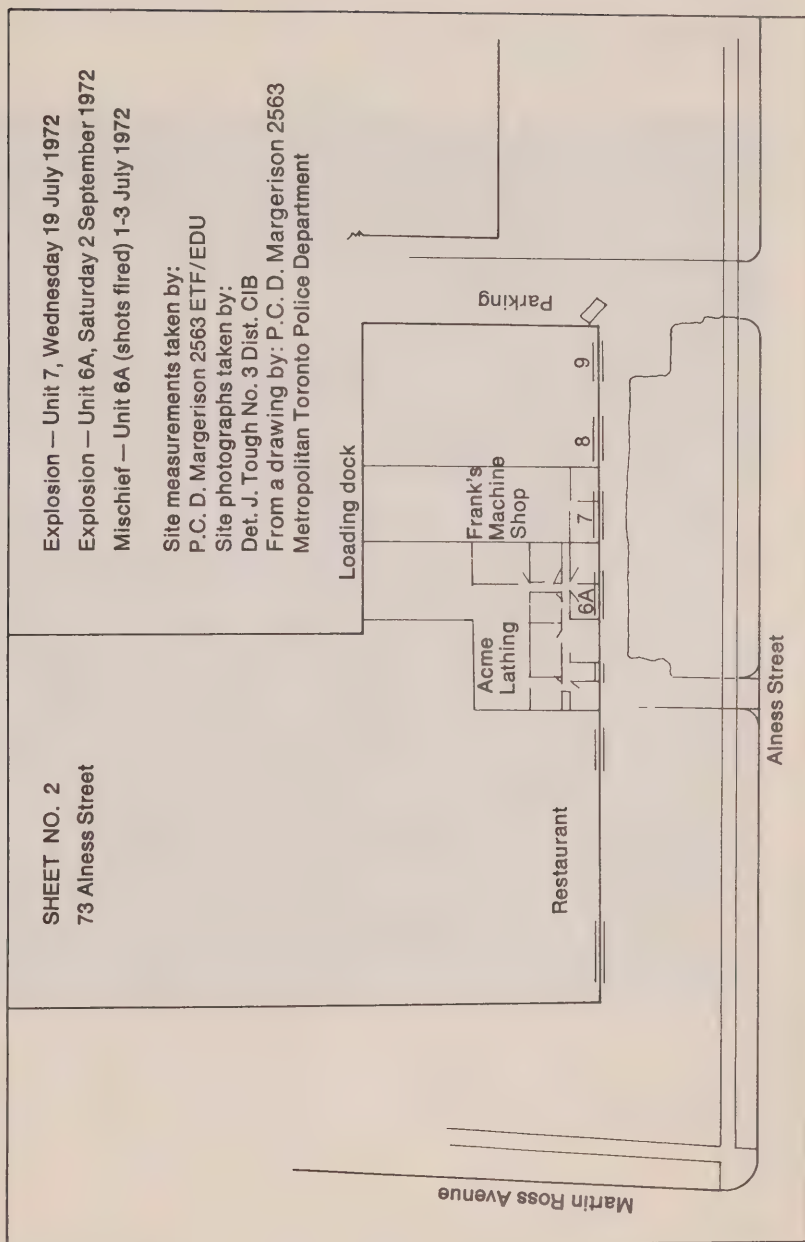 SHEET NO. 2
73 Alness Street
Explosion — Unit 7, Wednesday 19 July 1972
Explosion — Unit 6A, Saturday 2 September 1972
Mischief — Unit 6A (shots fired) 1-3 July 1972
Site measurements taken by:
P.C. D. Margerison 2563 ETF/EDU
Site photographs taken by:
Det. J. Tough No. 3 Dist. CIB
From a drawing by: P.C. D. Margerison 2563
Metropolitan Toronto Police Department
Loading dock
Parking
Acme
Lathing
Frank's
Machine
Shop
Restaurant
6A
7
8
9
Martin Ross Avenue
Alness Street